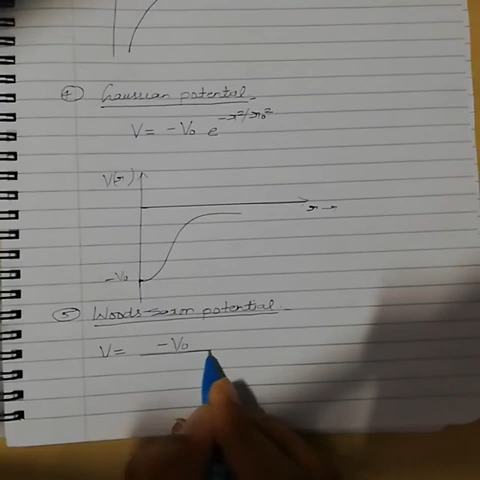 ④ Gaussian potential
V = -V₀ e^{-r²/r₀²}
V(r)
r →
-V₀
⑤ Woods-saxon potential
V = -V₀